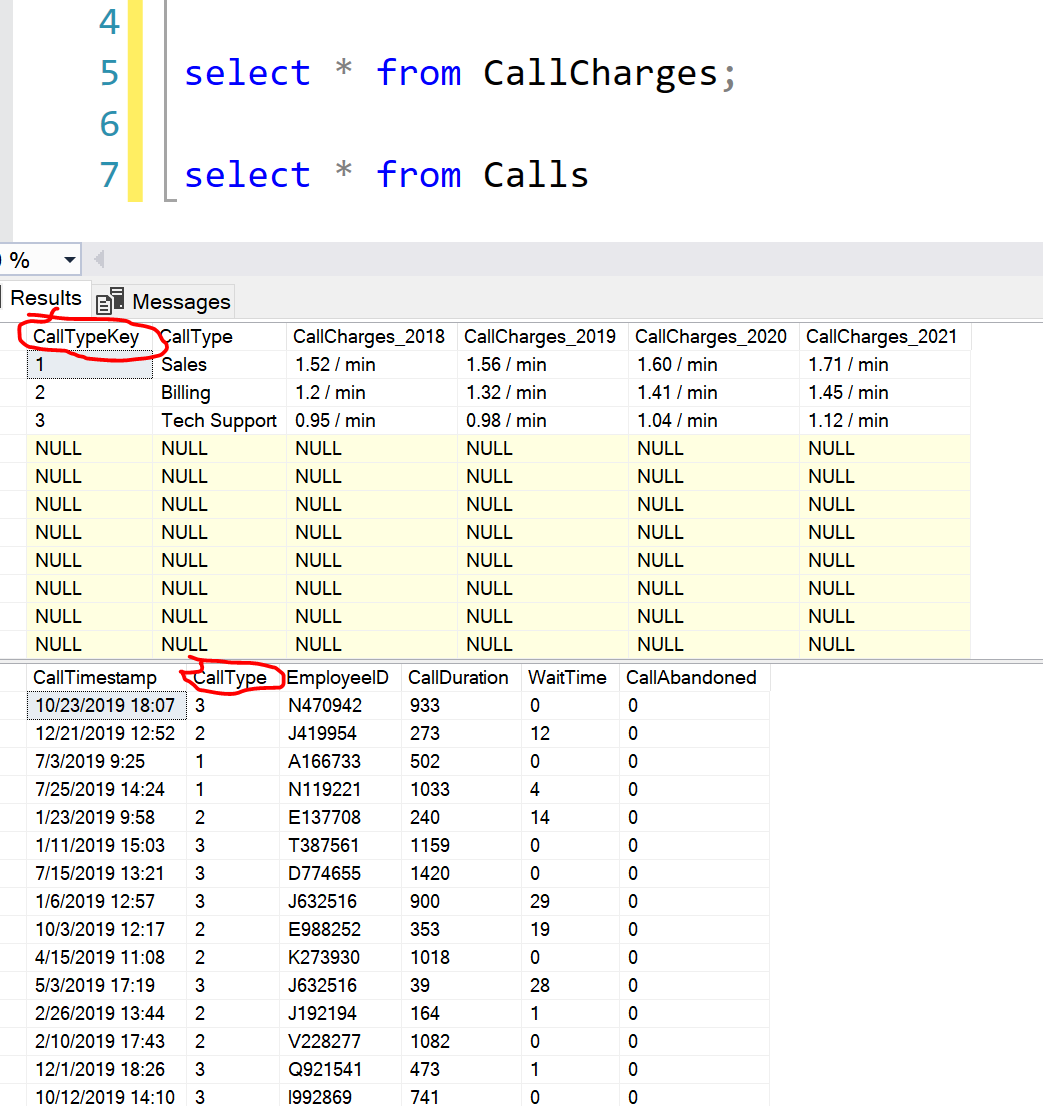 4
5 select * from CallCharges;
6
7 select * from Calls
%
Results Messages
CallTypeKey CallType CallCharges_2018 CallCharges_2019 CallCharges_2020 CallCharges_2021
1 Sales 1.52 / min 1.56 / min 1.60 / min 1.71 / min
2 Billing 1.2 / min 1.32 / min 1.41 / min 1.45 / min
3 Tech Support 0.95 / min 0.98 / min 1.04 / min 1.12 / min
NULL NULL NULL NULL NULL NULL
NULL NULL NULL NULL NULL NULL
NULL NULL NULL NULL NULL NULL
NULL NULL NULL NULL NULL NULL
NULL NULL NULL NULL NULL NULL
NULL NULL NULL NULL NULL NULL
NULL NULL NULL NULL NULL NULL
NULL NULL NULL NULL NULL NULL
CallTimestamp CallType EmployeeID CallDuration WaitTime CallAbandoned
10/23/2019 18:07 3 N470942 933 0 0
12/21/2019 12:52 2 J419954 273 12 0
7/3/2019 9:25 1 A166733 502 0 0
7/25/2019 14:24 1 N119221 1033 4 0
1/23/2019 9:58 2 E137708 240 14 0
1/11/2019 15:03 3 T387561 1159 0 0
7/15/2019 13:21 3 D774655 1420 0 0
1/6/2019 12:57 3 J632516 900 29 0
10/3/2019 12:17 2 E988252 353 19 0
4/15/2019 11:08 2 K273930 1018 0 0
5/3/2019 17:19 3 J632516 39 28 0
2/26/2019 13:44 2 J192194 164 1 0
2/10/2019 17:43 2 V228277 1082 0 0
12/1/2019 18:26 3 Q921541 473 1 0
10/12/2019 14:10 3 I992869 741 0 0